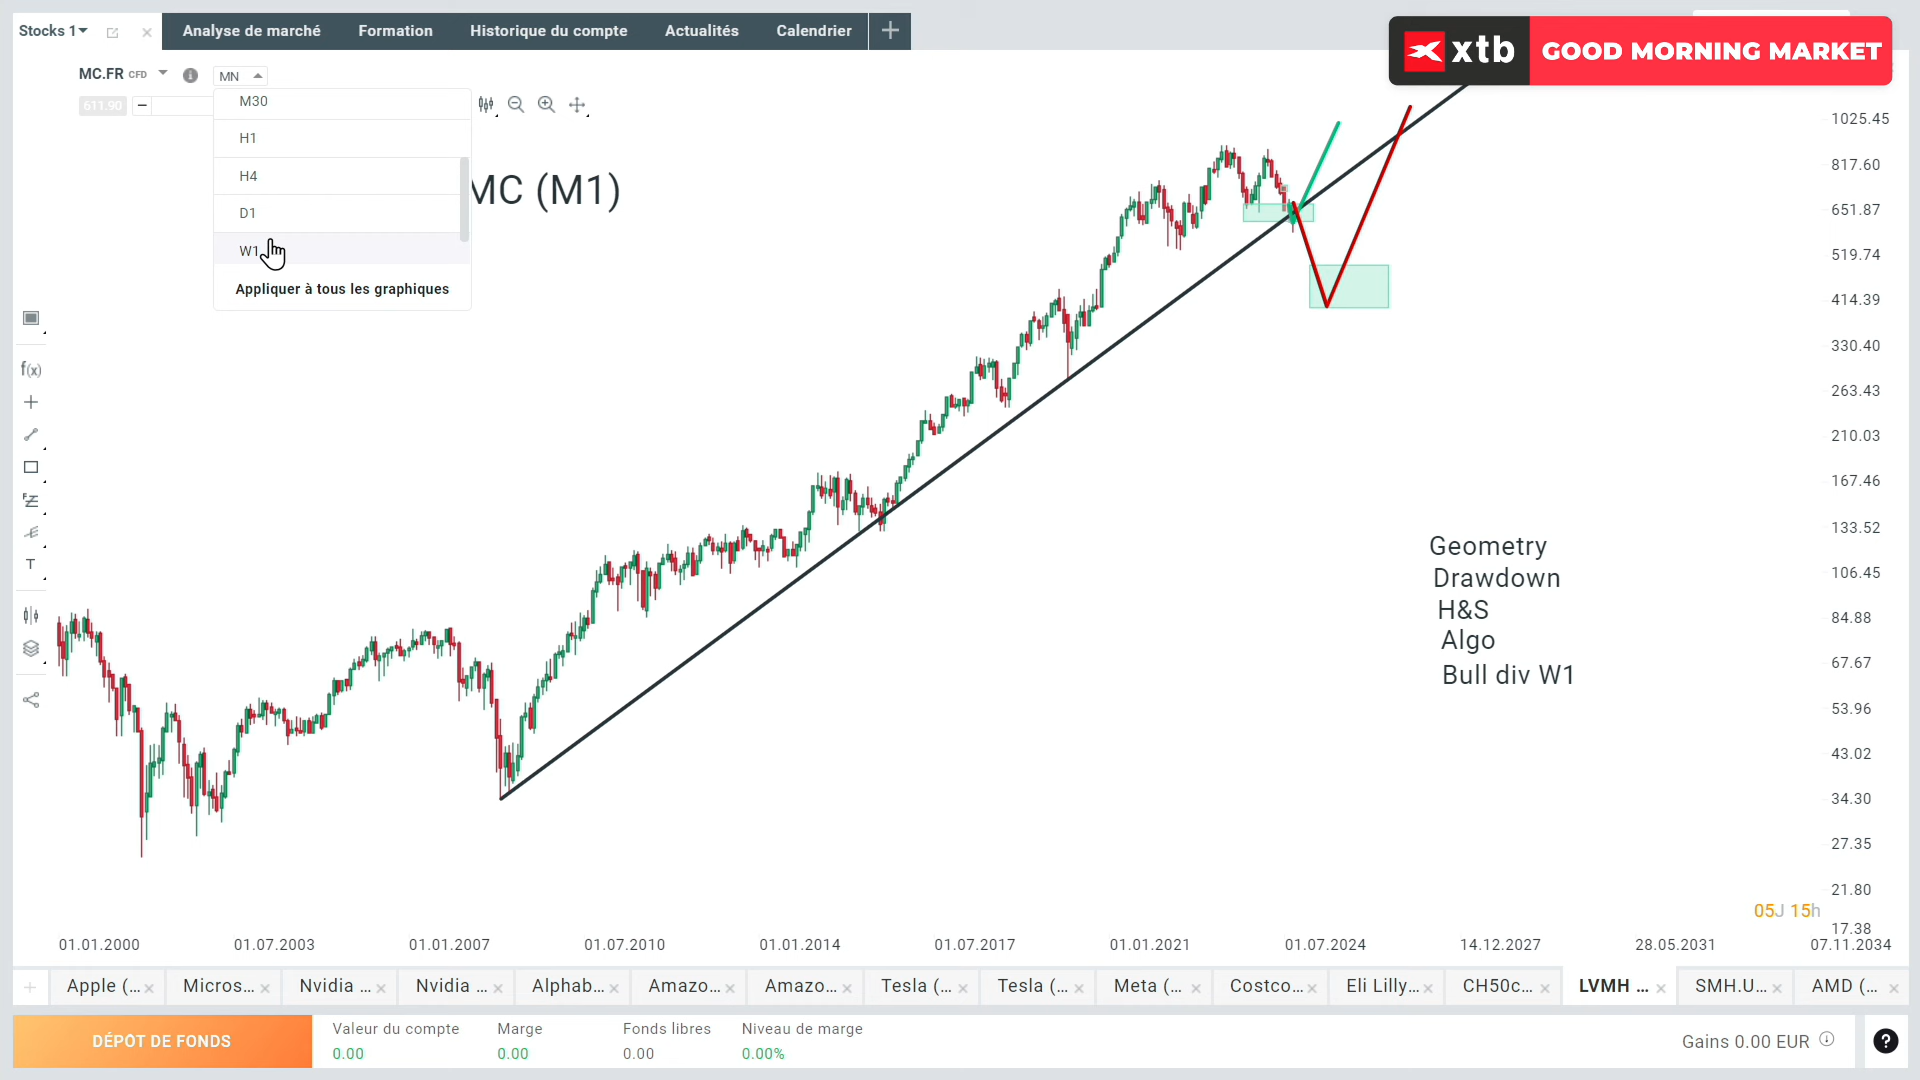 Stocks 1
Analyse de marché
Formation
Historique du compte
Actualités
Calendrier
xtb
GOOD MORNING MARKET
MC.FR CFD
MN
611.90
M30
H1
H4
D1
W1
Appliquer à tous les graphiques
MC (M1)
f(x)
T
Geometry
Drawdown
H&S
Algo
Bull div W1
1025.45
817.60
651.87
519.74
414.39
330.40
263.43
210.03
167.46
133.52
106.45
84.88
67.67
53.96
43.02
34.30
27.35
21.80
17.38
05J 15h
01.01.2000
01.07.2003
01.01.2007
01.07.2010
01.01.2014
01.07.2017
01.01.2021
01.07.2024
14.12.2027
28.05.2031
07.11.2034
Apple (...
Micros...
Nvidia ...
Nvidia ...
Alphab...
Amazo...
Amazo...
Tesla (...
Tesla (...
Meta (...
Costco...
Eli Lilly...
CH50c...
LVMH ...
SMH.U...
AMD (...
DÉPÔT DE FONDS
Valeur du compte
0.00
Marge
0.00
Fonds libres
0.00
Niveau de marge
0.00%
Gains 0.00 EUR
?